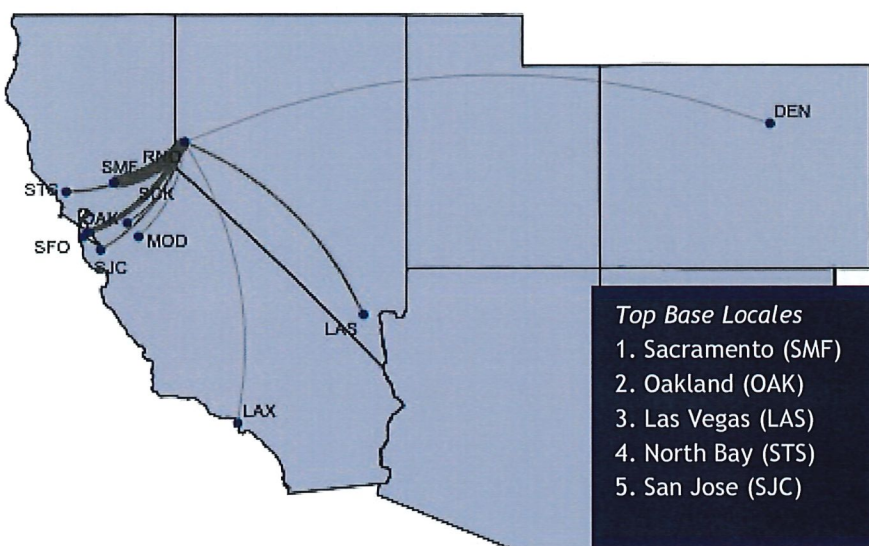 DEN
RNO
SMF
STS
SCK
OAK
SFO
MOD
SJC
LAS
LAX
Top Base Locales
1. Sacramento (SMF)
2. Oakland (OAK)
3. Las Vegas (LAS)
4. North Bay (STS)
5. San Jose (SJC)